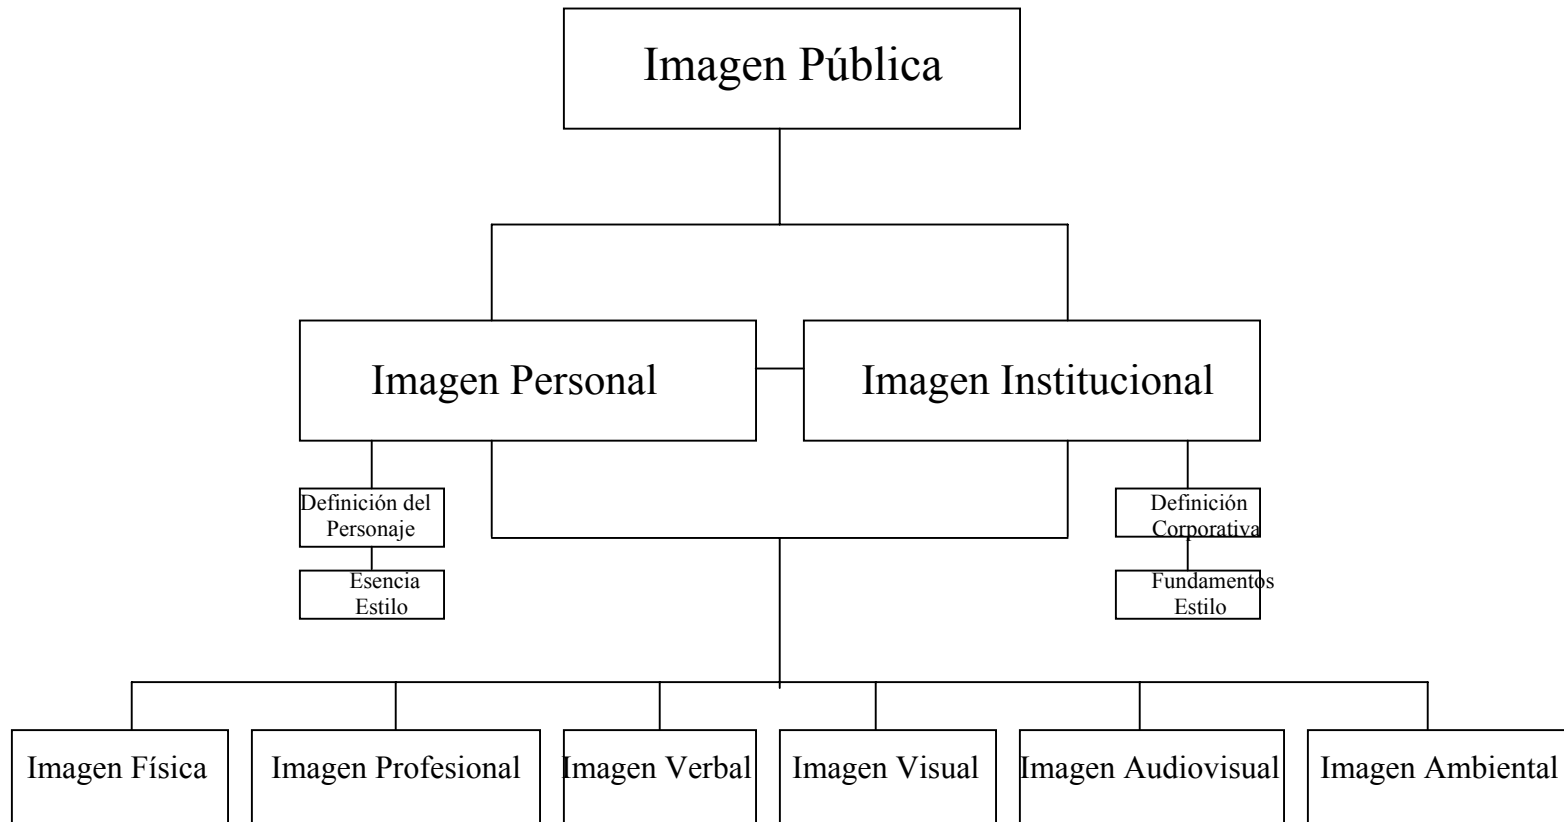 Imagen Pública
Imagen Personal
Imagen Institucional
Definición del
Personaje
Definición
Corporativa
Esencia
Estilo
Fundamentos
Estilo
Imagen Física
Imagen Profesional
Imagen Verbal
Imagen Visual
Imagen Audiovisual
Imagen Ambiental